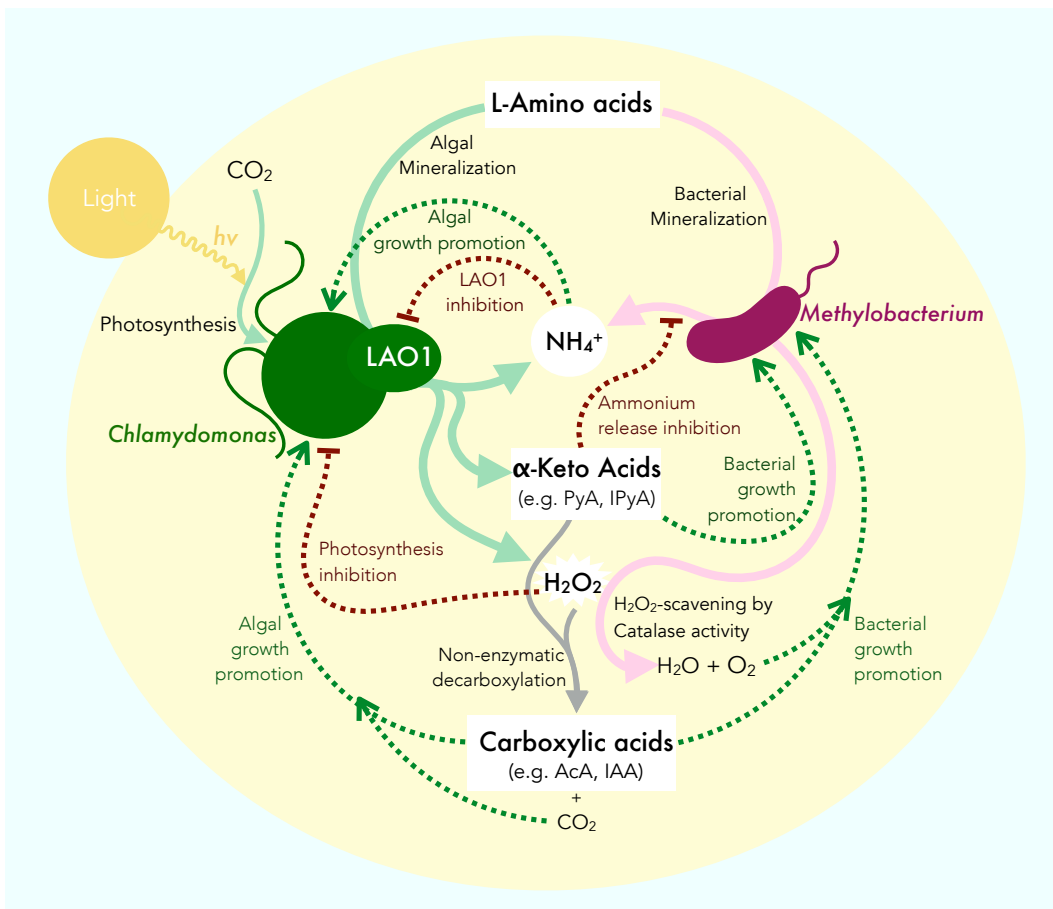 L-Amino acids
Algal
Mineralization
CO₂
Light
hv
Bacterial
Mineralization
Algal
growth promotion
LAO1
inhibition
Photosynthesis
Methylobacterium
NH₄⁺
LAO1
Ammonium
release inhibition
Chlamydomonas
α-Keto Acids
(e.g. PyA, IPyA)
Bacterial
growth
promotion
Photosynthesis
inhibition
H₂O₂
H₂O₂-scavening by
Catalase activity
Algal
growth
promotion
Bacterial
growth
promotion
Non-enzymatic
decarboxylation
H₂O + O₂
Carboxylic acids
(e.g. AcA, IAA)
+
CO₂